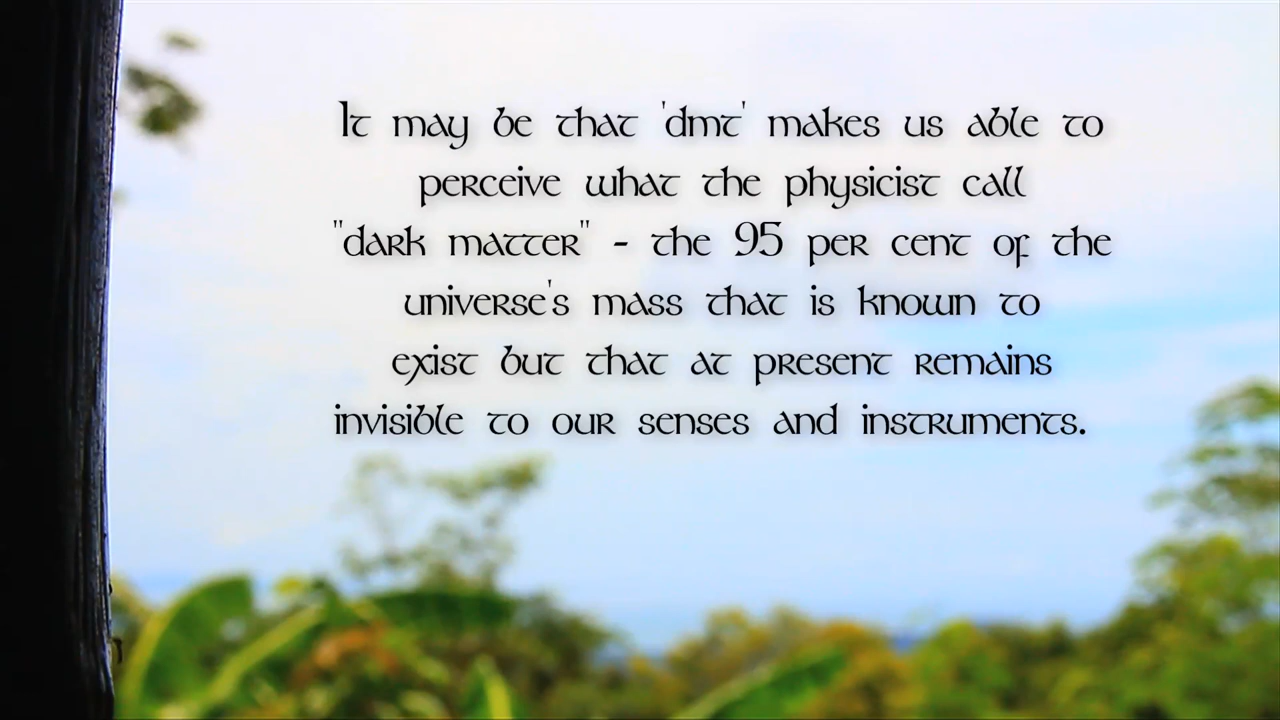 It may be that 'dmt' makes us able to
perceive what the physicist call
"dark matter" - the 95 per cent of the
universe's mass that is known to
exist but that at present remains
invisible to our senses and instruments.